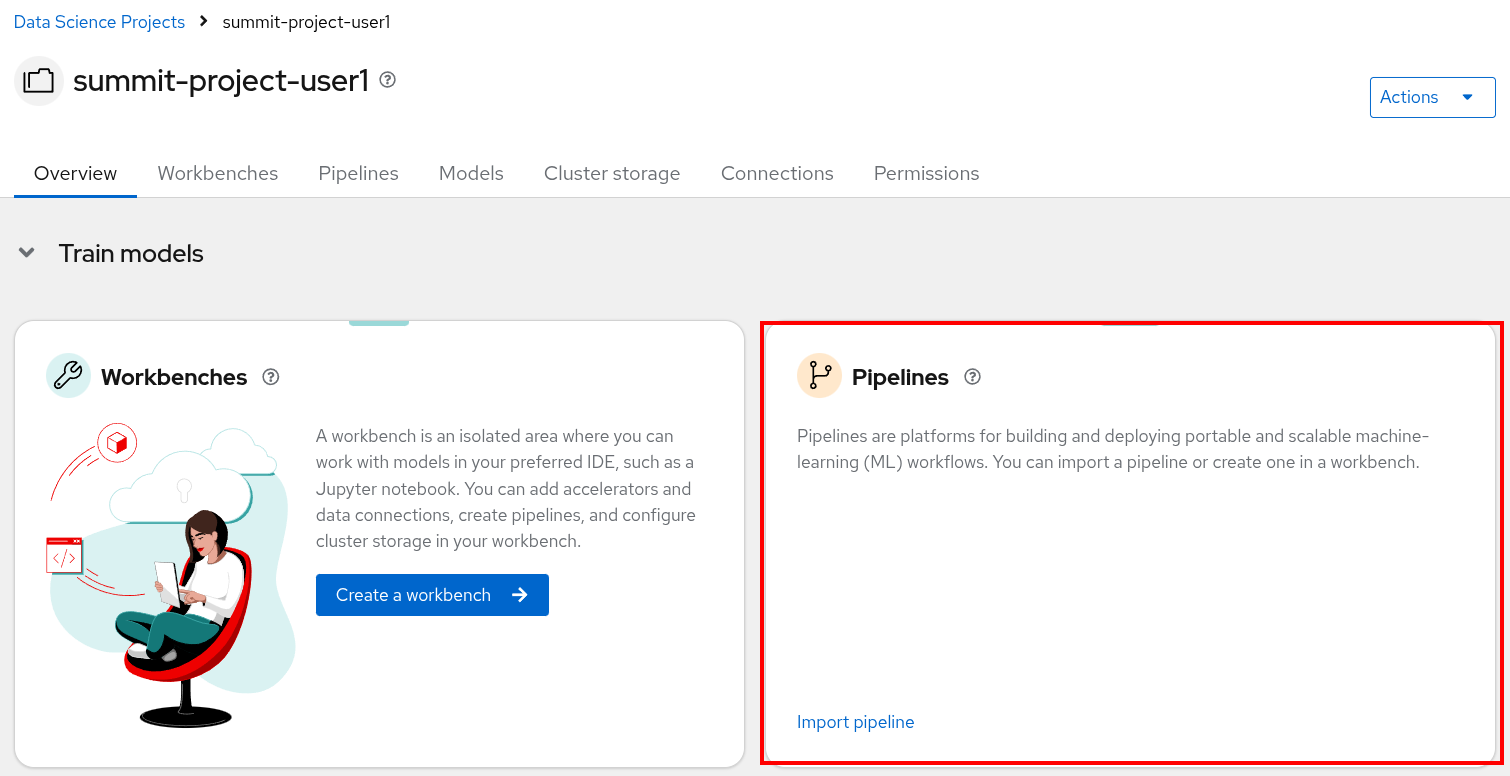 Data Science Projects > summit-project-user1
summit-project-user1
Actions
Overview Workbenches Pipelines Models Cluster storage Connections Permissions
Train models
Workbenches
A workbench is an isolated area where you can
work with models in your preferred IDE, such as a
Jupyter notebook. You can add accelerators and
data connections, create pipelines, and configure
cluster storage in your workbench.
Create a workbench
Pipelines
Pipelines are platforms for building and deploying portable and scalable machine-
learning (ML) workflows. You can import a pipeline or create one in a workbench.
Import pipeline